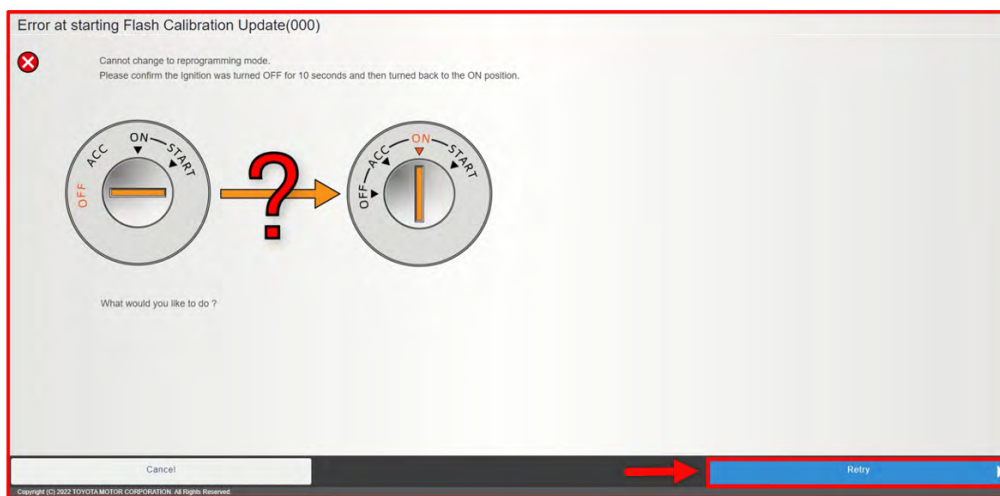 Error at starting Flash Calibration Update(000)
Cannot change to reprogramming mode.
Please confirm the Ignition was turned OFF for 10 seconds and then turned back to the ON position.
OFF ACC ON START
?
OFF ACC ON START
What would you like to do ?
Cancel
Retry
Copyright (C) 2022 TOYOTA MOTOR CORPORATION. All Rights Reserved.